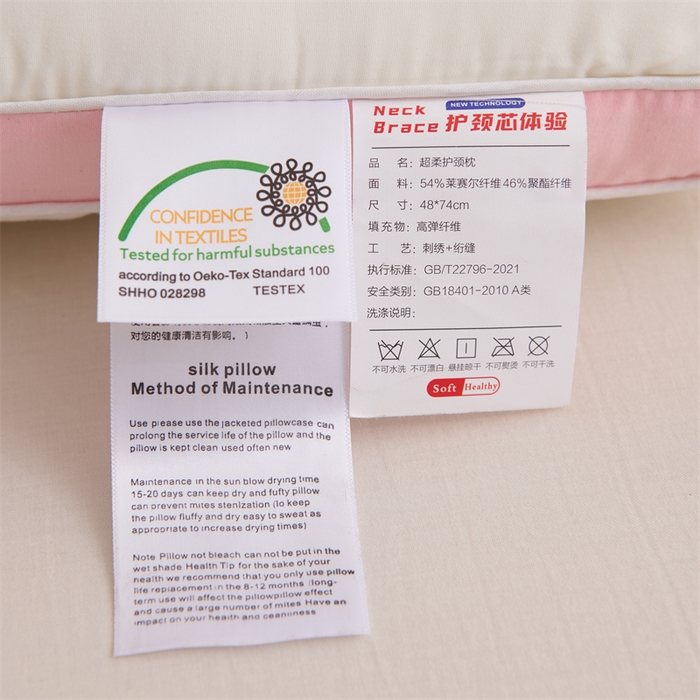 CONFIDENCE
IN TEXTILES
Tested for harmful substances
according to Oeko-Tex Standard 100
SHHO 028298 TESTEX
对您的健康清洁有影响。)
silk pillow
Method of Maintenance
Use please use the jacketed pillowcase can
prolong the service life of the pillow and the
pillow is kept clean used often new
Maintenance in the sun blow drying time
15-20 days can keep dry and fufty pillow
can prevent mites stenization (lo keep
the pillow fluffy and dry easy to sweat as
appropriate to increase drying times)
Note Pillow not bleach can not be put in the
wet shade Health Tip for the sake of your
health we recommend that you only use pillow
life replacement in the 6-12 months (long-
term use will affect the pillowpillow effect
and cause a large number of mites Have an
impact on your health and ceanliness
Neck NEW TECHNOLOGY
Brace 护颈芯体验
品 名: 超柔护颈枕
面 料: 54%莱赛尔纤维46%聚酯纤维
尺 寸: 48*74cm
填充物: 高弹纤维
工 艺: 刺绣+绗缝
执行标准: GB/T22796-2021
安全类别: GB18401-2010 A类
洗涤说明:
不可水洗 不可漂白 悬挂晾干 不可熨烫 不可干洗
Soft Healthy